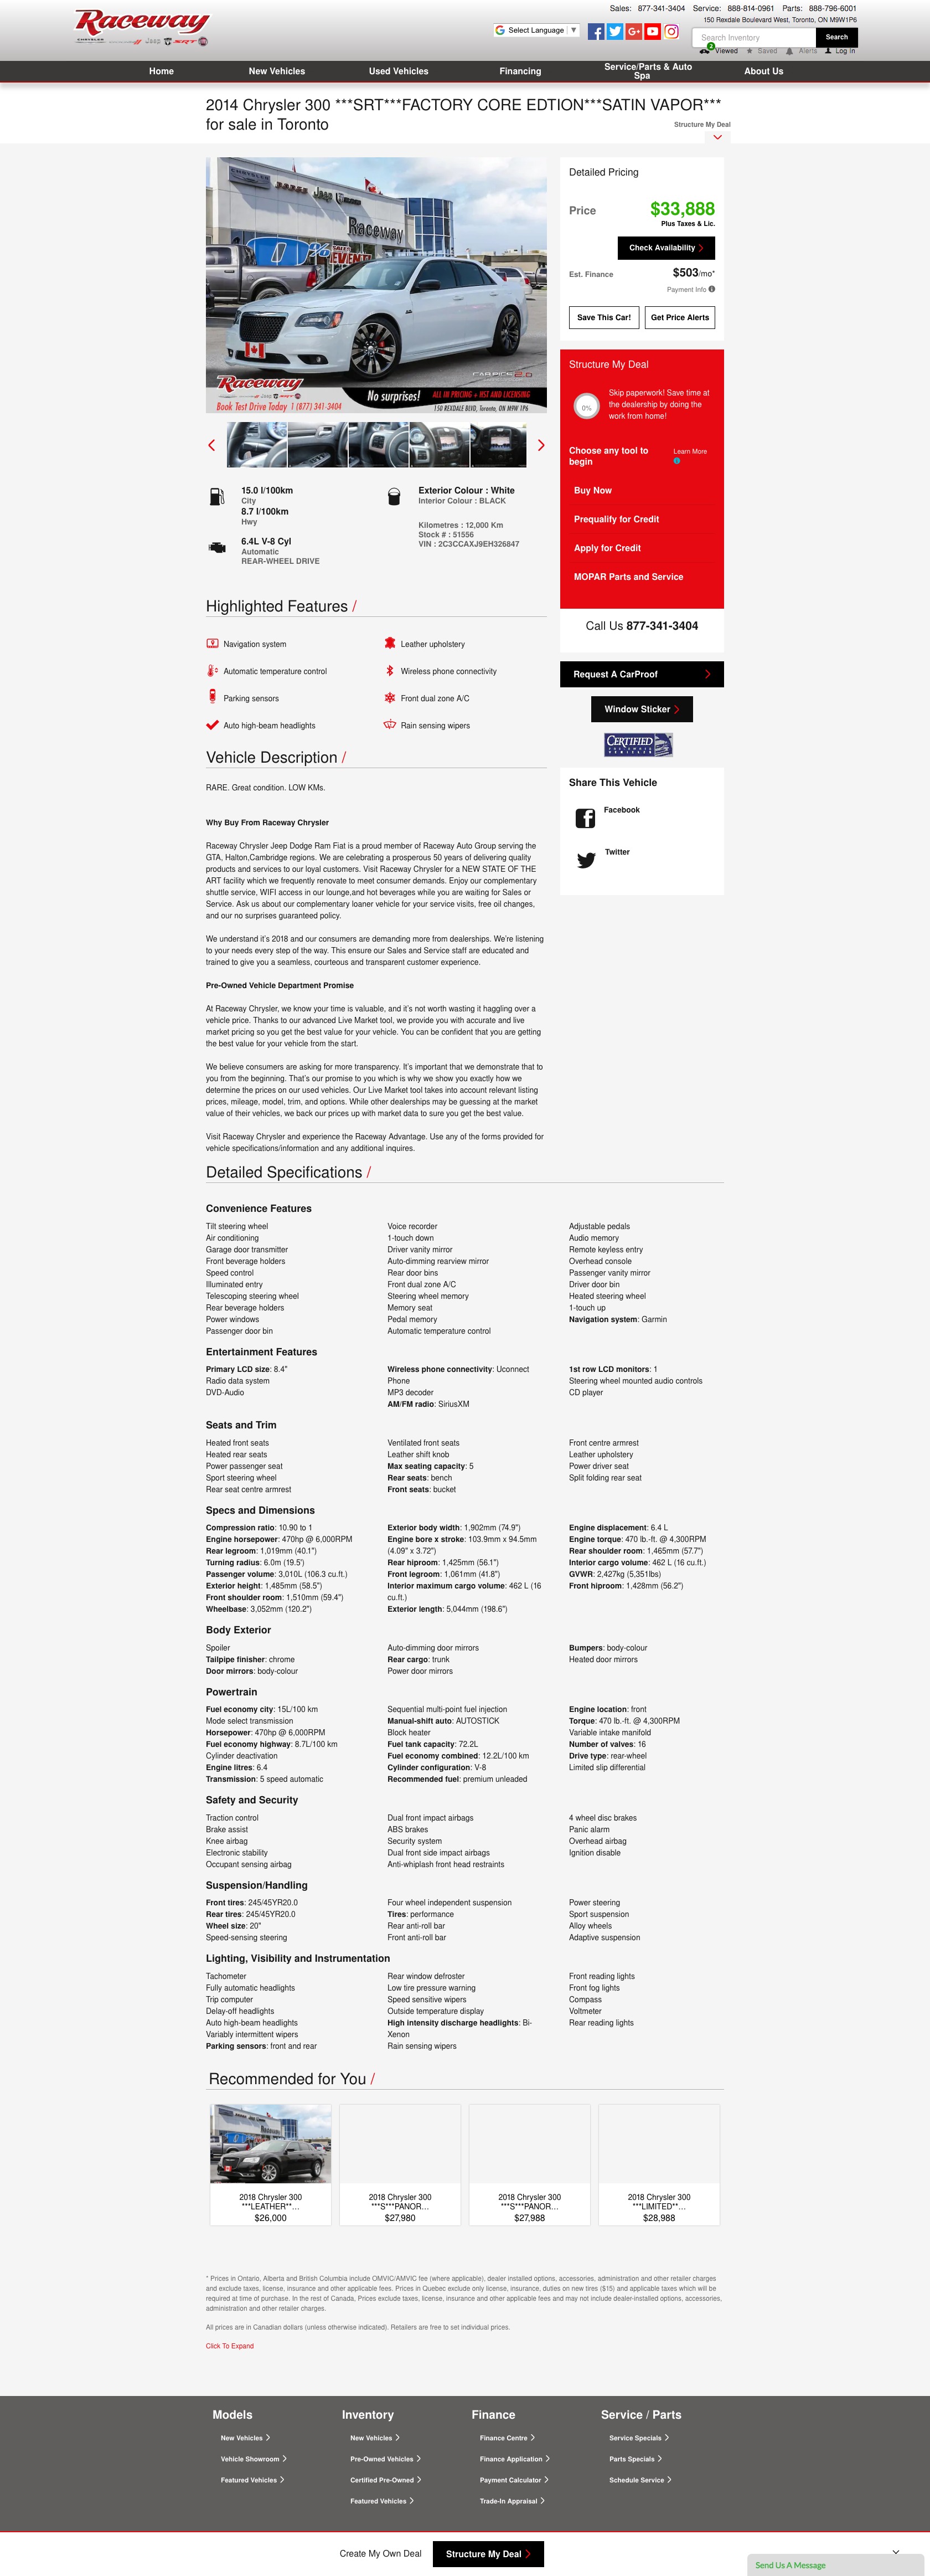 Raceway
CHRYSLER Jeep SRT
Sales: 877-341-3404 Service: 888-814-0961 Parts: 888-796-6001
150 Rexdale Boulevard West, Toronto, ON M9W1P6
Select Language ▼
Search Inventory
Search
2
Viewed Saved Alerts Log In
Home New Vehicles Used Vehicles Financing Service/Parts & Auto Spa About Us
2014 Chrysler 300 ***SRT***FACTORY CORE EDTION***SATIN VAPOR***
for sale in Toronto
Structure My Deal
CHRYSLER DODGE Jeep
Raceway
0%
SALES EVENT
Raceway
No surprises! ALL IN PRICING + HST AND LICENSING
Book Test Drive Today 1 (877) 341-3404
150 REXDALE BLVD, Toronto, ON M9W 1P6
Detailed Pricing
Price $33,888
Plus Taxes & Lic.
Check Availability
Est. Finance $503/mo*
Payment Info
Save This Car! Get Price Alerts
Structure My Deal
0%
Skip paperwork! Save time at
the dealership by doing the
work from home!
Choose any tool to
begin
Learn More
Buy Now
Prequalify for Credit
Apply for Credit
MOPAR Parts and Service
Call Us 877-341-3404
Request A CarProof
Window Sticker
CERTIFIED
Share This Vehicle
Facebook
Twitter
15.0 l/100km
City
8.7 l/100km
Hwy
6.4L V-8 Cyl
Automatic
REAR-WHEEL DRIVE
Exterior Colour : White
Interior Colour : BLACK
Kilometres : 12,000 Km
Stock # : 51556
VIN : 2C3CCAXJ9EH326847
Highlighted Features /
Navigation system Leather upholstery
Automatic temperature control Wireless phone connectivity
Parking sensors Front dual zone A/C
Auto high-beam headlights Rain sensing wipers
Vehicle Description /
RARE. Great condition. LOW KMs.
Why Buy From Raceway Chrysler
Raceway Chrysler Jeep Dodge Ram Fiat is a proud member of Raceway Auto Group serving the
GTA, Halton,Cambridge regions. We are celebrating a prosperous 50 years of delivering quality
products and services to our loyal customers. Visit Raceway Chrysler for a NEW STATE OF THE
ART facility which we frequently renovate to meet consumer demands. Enjoy our complementary
shuttle service, WIFI access in our lounge,and hot beverages while you are waiting for Sales or
Service. Ask us about our complementary loaner vehicle for your service visits, free oil changes,
and our no surprises guaranteed policy.
We understand it's 2018 and our consumers are demanding more from dealerships. We're listening
to your needs every step of the way. This ensure our Sales and Service staff are educated and
trained to give you a seamless, courteous and transparent customer experience.
Pre-Owned Vehicle Department Promise
At Raceway Chrysler, we know your time is valuable, and it's not worth wasting it haggling over a
vehicle price. Thanks to our advanced Live Market tool, we provide you with accurate and live
market pricing so you get the best value for your vehicle. You can be confident that you are getting
the best value for your vehicle from the start.
We believe consumers are asking for more transparency. It's important that we demonstrate that to
you from the beginning. That's our promise to you which is why we show you exactly how we
determine the prices on our used vehicles. Our Live Market tool takes into account relevant listing
prices, mileage, model, trim, and options. While other dealerships may be guessing at the market
value of their vehicles, we back our prices up with market data to sure you get the best value.
Visit Raceway Chrysler and experience the Raceway Advantage. Use any of the forms provided for
vehicle specifications/information and any additional inquires.
Detailed Specifications /
Convenience Features
Tilt steering wheel Voice recorder Adjustable pedals
Air conditioning 1-touch down Audio memory
Garage door transmitter Driver vanity mirror Remote keyless entry
Front beverage holders Auto-dimming rearview mirror Overhead console
Speed control Rear door bins Passenger vanity mirror
Illuminated entry Front dual zone A/C Driver door bin
Telescoping steering wheel Steering wheel memory Heated steering wheel
Rear beverage holders Memory seat 1-touch up
Power windows Pedal memory Navigation system: Garmin
Passenger door bin Automatic temperature control
Entertainment Features
Primary LCD size: 8.4" Wireless phone connectivity: Uconnect 1st row LCD monitors: 1
Radio data system Phone Steering wheel mounted audio controls
DVD-Audio MP3 decoder CD player
AM/FM radio: SiriusXM
Seats and Trim
Heated front seats Ventilated front seats Front centre armrest
Heated rear seats Leather shift knob Leather upholstery
Power passenger seat Max seating capacity: 5 Power driver seat
Sport steering wheel Rear seats: bench Split folding rear seat
Rear seat centre armrest Front seats: bucket
Specs and Dimensions
Compression ratio: 10.90 to 1 Exterior body width: 1,902mm (74.9") Engine displacement: 6.4 L
Engine horsepower: 470hp @ 6,000RPM Engine bore x stroke: 103.9mm x 94.5mm Engine torque: 470 lb.-ft. @ 4,300RPM
Rear legroom: 1,019mm (40.1") (4.09" x 3.72") Rear shoulder room: 1,465mm (57.7")
Turning radius: 6.0m (19.5') Rear hiproom: 1,425mm (56.1") Interior cargo volume: 462 L (16 cu.ft.)
Passenger volume: 3,010L (106.3 cu.ft.) Front legroom: 1,061mm (41.8") GVWR: 2,427kg (5,351lbs)
Exterior height: 1,485mm (58.5") Interior maximum cargo volume: 462 L (16 Front hiproom: 1,428mm (56.2")
Front shoulder room: 1,510mm (59.4") cu.ft.)
Wheelbase: 3,052mm (120.2") Exterior length: 5,044mm (198.6")
Body Exterior
Spoiler Auto-dimming door mirrors Bumpers: body-colour
Tailpipe finisher: chrome Rear cargo: trunk Heated door mirrors
Door mirrors: body-colour Power door mirrors
Powertrain
Fuel economy city: 15L/100 km Sequential multi-point fuel injection Engine location: front
Mode select transmission Manual-shift auto: AUTOSTICK Torque: 470 lb.-ft. @ 4,300RPM
Horsepower: 470hp @ 6,000RPM Block heater Variable intake manifold
Fuel economy highway: 8.7L/100 km Fuel tank capacity: 72.2L Number of valves: 16
Cylinder deactivation Fuel economy combined: 12.2L/100 km Drive type: rear-wheel
Engine litres: 6.4 Cylinder configuration: V-8 Limited slip differential
Transmission: 5 speed automatic Recommended fuel: premium unleaded
Safety and Security
Traction control Dual front impact airbags 4 wheel disc brakes
Brake assist ABS brakes Panic alarm
Knee airbag Security system Overhead airbag
Electronic stability Dual front side impact airbags Ignition disable
Occupant sensing airbag Anti-whiplash front head restraints
Suspension/Handling
Front tires: 245/45YR20.0 Four wheel independent suspension Power steering
Rear tires: 245/45YR20.0 Tires: performance Sport suspension
Wheel size: 20" Rear anti-roll bar Alloy wheels
Speed-sensing steering Front anti-roll bar Adaptive suspension
Lighting, Visibility and Instrumentation
Tachometer Rear window defroster Front reading lights
Fully automatic headlights Low tire pressure warning Front fog lights
Trip computer Speed sensitive wipers Compass
Delay-off headlights Outside temperature display Voltmeter
Auto high-beam headlights High intensity discharge headlights: Bi- Rear reading lights
Variably intermittent wipers Xenon
Parking sensors: front and rear Rain sensing wipers
Recommended for You /
2018 Chrysler 300 2018 Chrysler 300 2018 Chrysler 300 2018 Chrysler 300
***LEATHER**... ***S***PANOR... ***S***PANOR... ***LIMITED**...
$26,000 $27,980 $27,988 $28,988
* Prices in Ontario, Alberta and British Columbia include OMVIC/AMVIC fee (where applicable), dealer installed options, accessories, administration and other retailer charges
and exclude taxes, license, insurance and other applicable fees. Prices in Quebec exclude only license, insurance, duties on new tires ($15) and applicable taxes which will be
required at time of purchase. In the rest of Canada, Prices exclude taxes, license, insurance and other applicable fees and may not include dealer-installed options, accessories,
administration and other retailer charges.
All prices are in Canadian dollars (unless otherwise indicated). Retailers are free to set individual prices.
Click To Expand
Models Inventory Finance Service / Parts
New Vehicles New Vehicles Finance Centre Service Specials
Vehicle Showroom Pre-Owned Vehicles Finance Application Parts Specials
Featured Vehicles Certified Pre-Owned Payment Calculator Schedule Service
Featured Vehicles Trade-In Appraisal
Create My Own Deal Structure My Deal
Send Us A Message